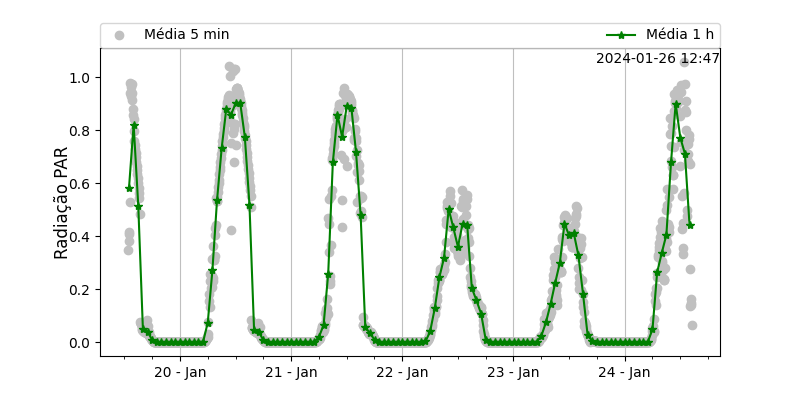 Média 5 min
Média 1 h
2024-01-26 12:47
Radiação PAR
1.0
0.8
0.6
0.4
0.2
0.0
20 - Jan
21 - Jan
22 - Jan
23 - Jan
24 - Jan